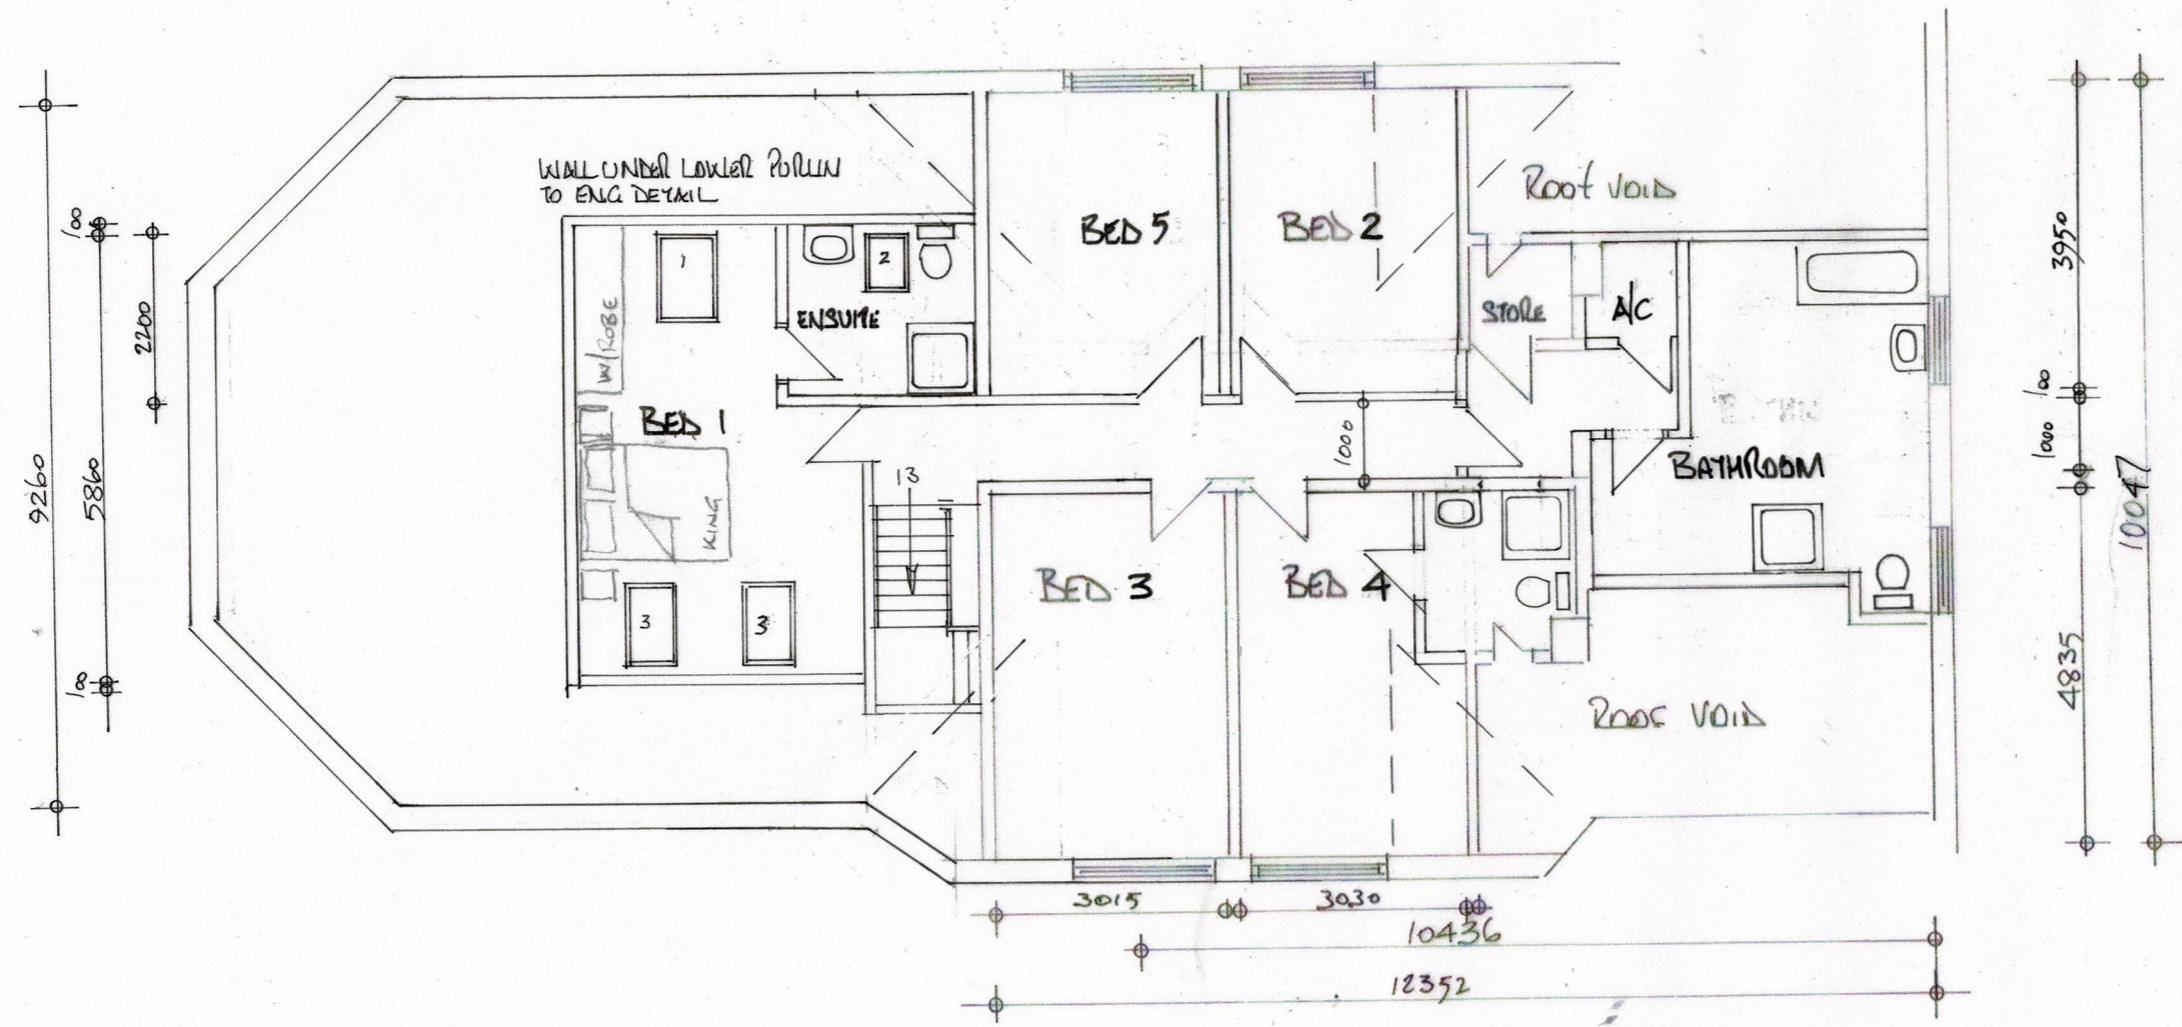 WALL UNDER LOWER PURLIN
TO ENG DETAIL
ROOF VOID
BED 5
BED 2
1
2
ENSUITE
W/ROBE
STORE
A/C
BED 1
KING
13
1000
BATHROOM
BED 3
BED 4
3
3
ROOF VOID
9260
100
5860
100
2200
3950
100
1000
4835
10047
3015
3030
10436
12352